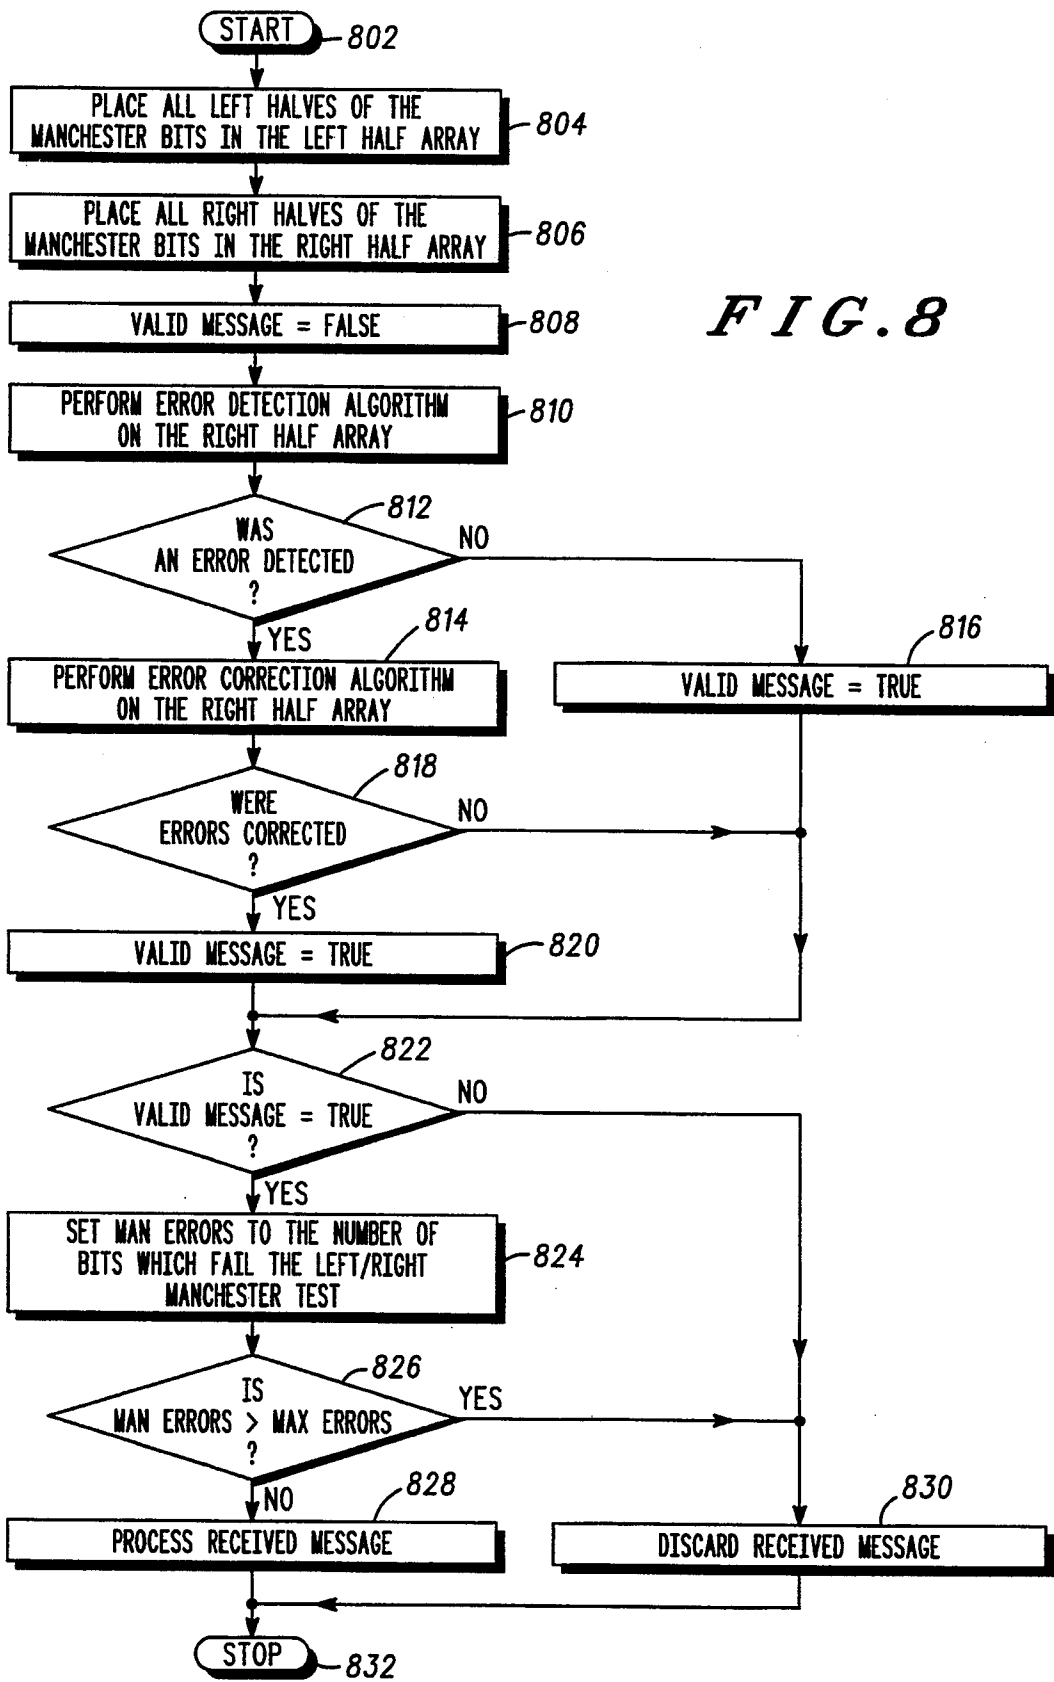 START
802
PLACE ALL LEFT HALVES OF THE
MANCHESTER BITS IN THE LEFT HALF ARRAY
804
PLACE ALL RIGHT HALVES OF THE
MANCHESTER BITS IN THE RIGHT HALF ARRAY
806
VALID MESSAGE = FALSE
808
FIG. 8
PERFORM ERROR DETECTION ALGORITHM
ON THE RIGHT HALF ARRAY
810
812
WAS
AN ERROR DETECTED
?
NO
YES
814
816
PERFORM ERROR CORRECTION ALGORITHM
ON THE RIGHT HALF ARRAY
VALID MESSAGE = TRUE
818
WERE
ERRORS CORRECTED
?
NO
YES
VALID MESSAGE = TRUE
820
822
IS
VALID MESSAGE = TRUE
?
NO
YES
SET MAN ERRORS TO THE NUMBER OF
BITS WHICH FAIL THE LEFT/RIGHT
MANCHESTER TEST
824
826
IS
MAN ERRORS > MAX ERRORS
?
YES
NO
828
830
PROCESS RECEIVED MESSAGE
DISCARD RECEIVED MESSAGE
STOP
832